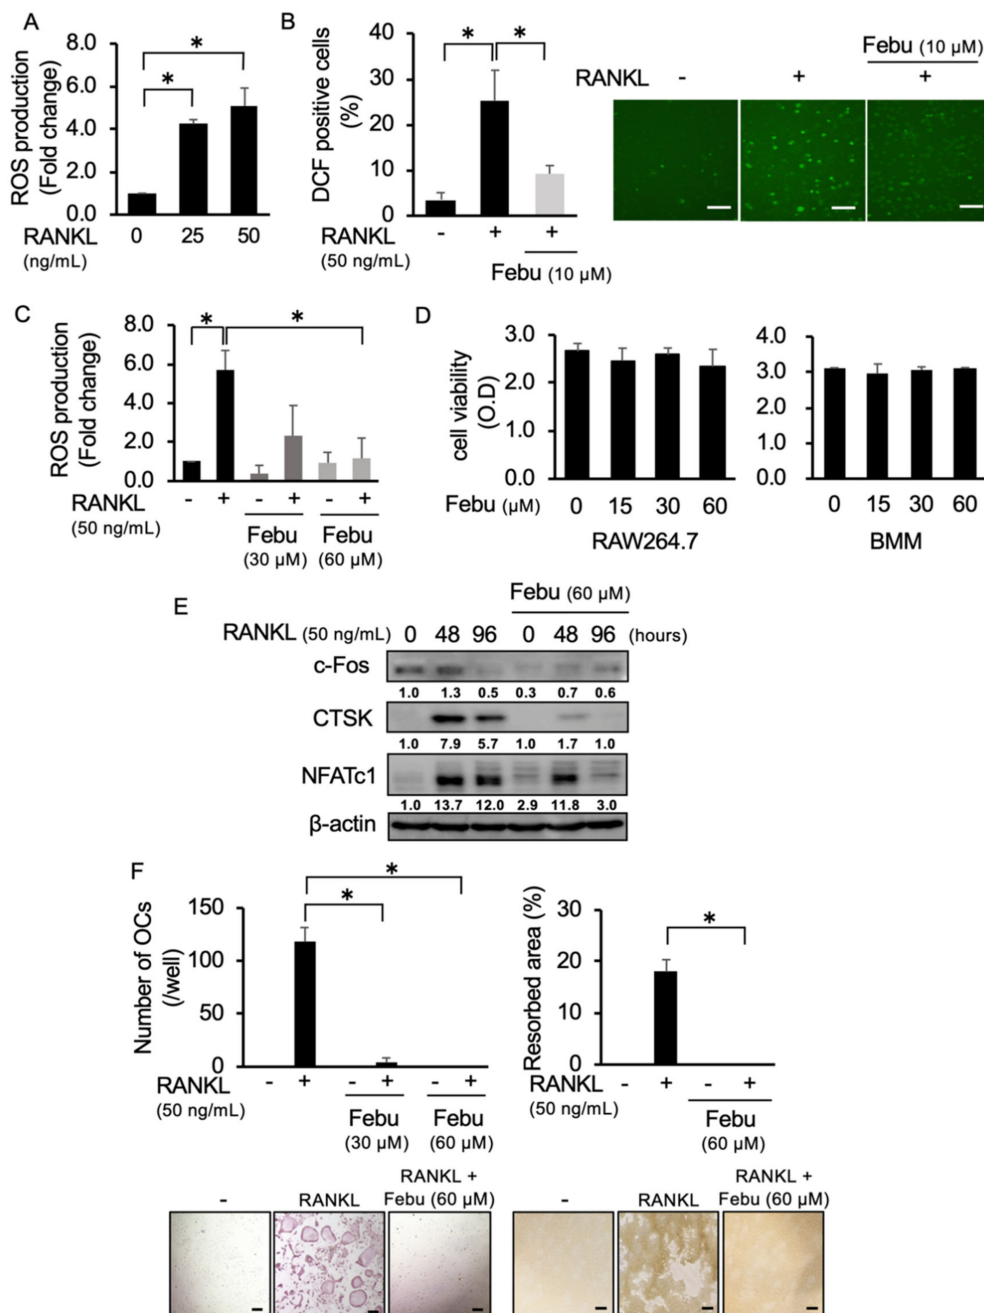 A
ROS production
(Fold change)
8.0
6.0
4.0
2.0
0.0
*
*
RANKL 0 25 50
(ng/mL)
B
DCF positive cells
(%)
40
30
20
10
0
* *
RANKL - + +
(50 ng/mL)
Febu (10 μM)
Febu (10 μM)
RANKL - + +
C
ROS production
(Fold change)
8.0
6.0
4.0
2.0
0.0
* *
RANKL - + - + - +
(50 ng/mL)
Febu Febu
(30 μM) (60 μM)
D
cell viability
(O.D)
3.0
2.0
1.0
0.0
4.0
3.0
2.0
1.0
0.0
Febu (μM) 0 15 30 60 0 15 30 60
RAW264.7 BMM
E
Febu (60 μM)
RANKL (50 ng/mL) 0 48 96 0 48 96 (hours)
c-Fos
1.0 1.3 0.5 0.3 0.7 0.6
CTSK
1.0 7.9 5.7 1.0 1.7 1.0
NFATc1
1.0 13.7 12.0 2.9 11.8 3.0
β-actin
F
Number of OCs
(/well)
150
100
50
0
*
*
RANKL - + - + - +
(50 ng/mL)
Febu Febu
(30 μM) (60 μM)
Resorbed area (%)
30
20
10
0
*
RANKL - + - +
(50 ng/mL)
Febu
(60 μM)
- RANKL RANKL +
Febu (60 μM)
- RANKL RANKL +
Febu (60 μM)